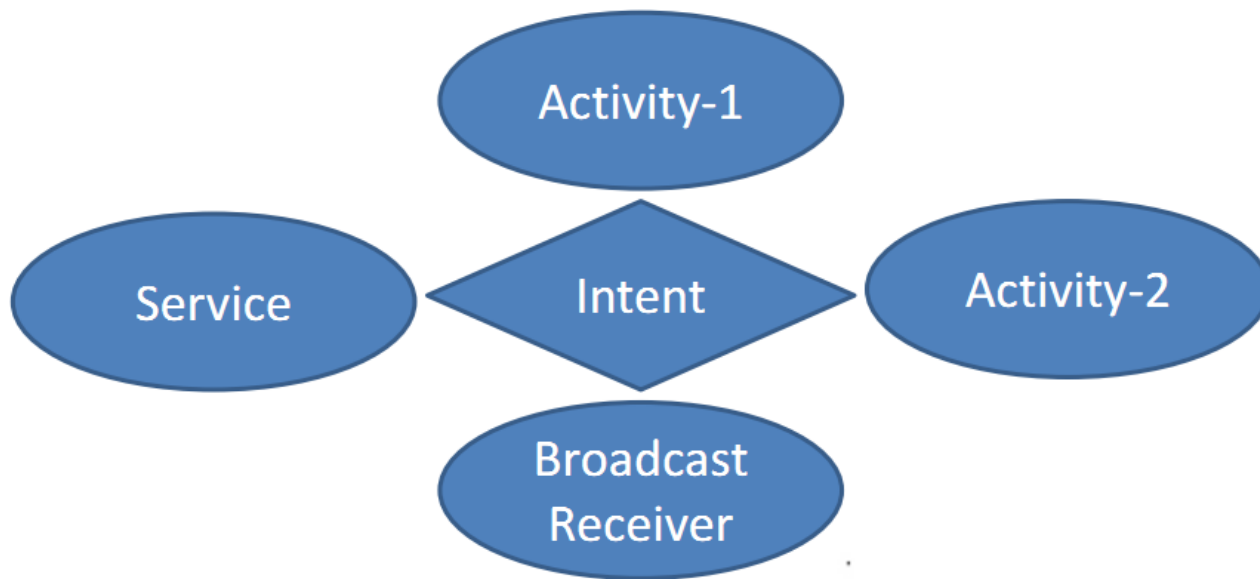 Activity-1
Service
Intent
Activity-2
Broadcast
Receiver